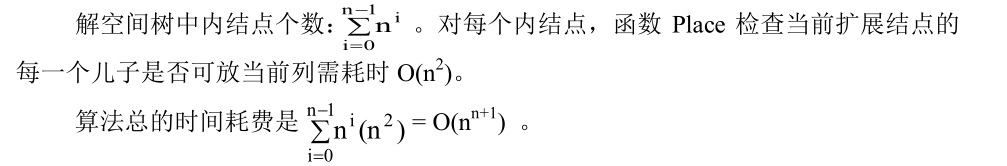 解空间树中内结点个数：$\sum_{i=0}^{n-1} n^i$ 。对每个内结点，函数 Place 检查当前扩展结点的
每一个儿子是否可放当前列需耗时 O(n²)。
算法总的时间耗费是 $\sum_{i=0}^{n-1} n^i(n^2) = O(n^{n+1})$ 。